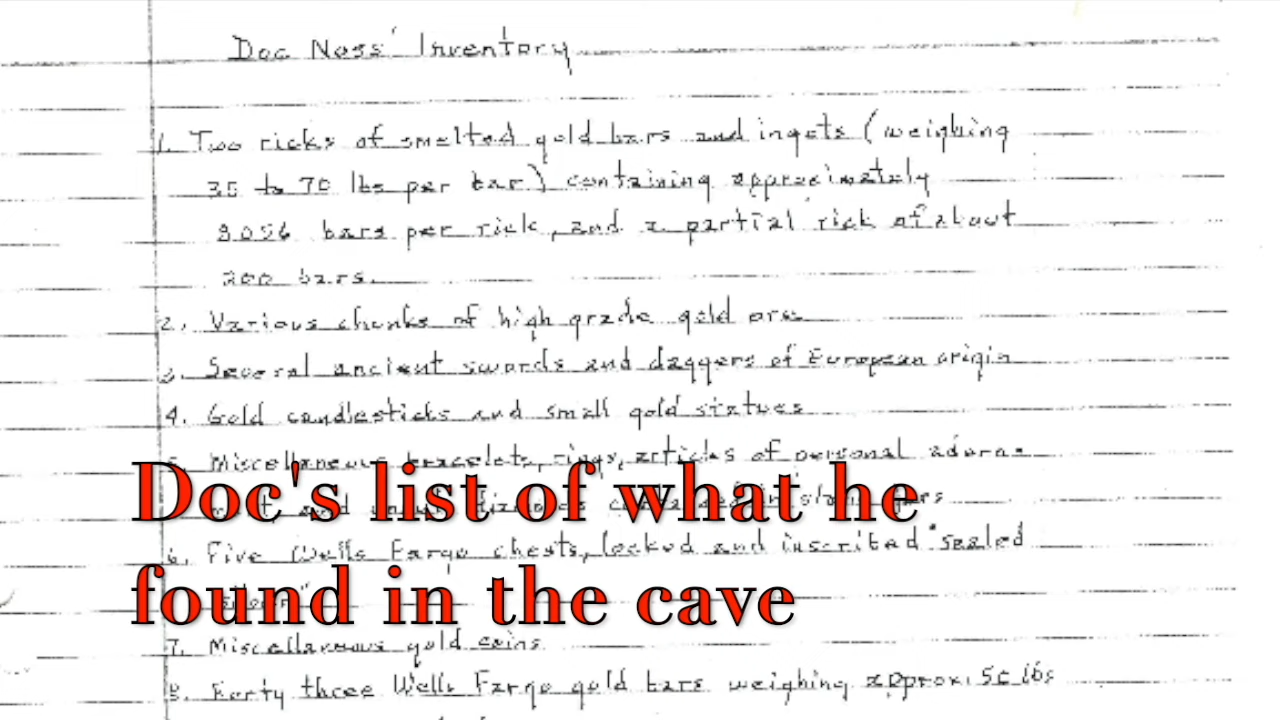 Doc Noss' Inventory
1. Two ricks of smelted gold bars and ingots (weighing
35 to 70 lbs per bar) containing approximately
bars per rick, and a partial rick of about
200 bars.
2. Various chunks of high grade gold ore
3. Several ancient swords and daggers of European origin
4. Gold candlesticks and small gold statues
5. Miscellaneous bracelets, rings, articles of personal adorn-
Doc's list of what he
6. Five Wells Fargo chests, locked and inscribed "sealed
found in the cave
7. Miscellaneous gold coins
8. Forty three Wells Fargo gold bars weighing approx. 50 lbs